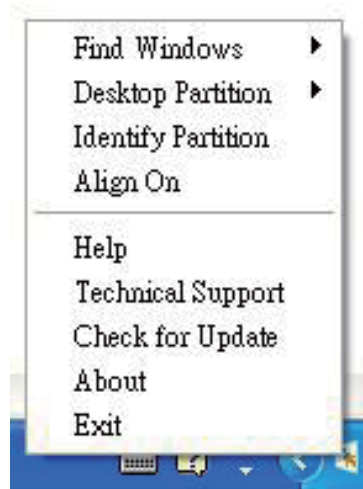 Find Windows
Desktop Partition
Identify Partition
Align On
Help
Technical Support
Check for Update
About
Exit